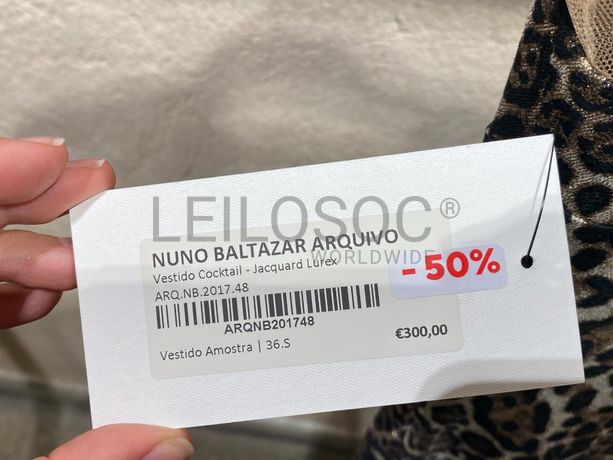 LEILOSOC®
WORLDWIDE
NUNO BALTAZAR ARQUIVO
Vestido Cocktail - Jacquard Lurex
ARQ.NB.2017.48
- 50%
ARQNB201748
€300,00
Vestido Amostra | 36.S